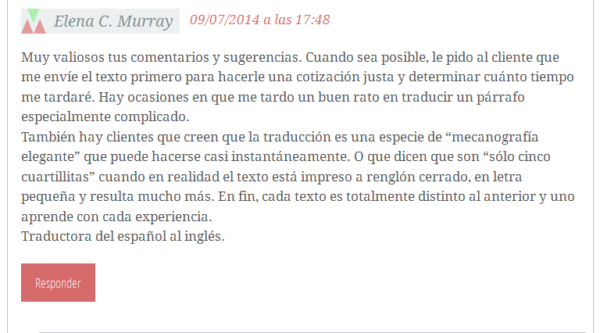 Elena C. Murray 09/07/2014 a las 17:48
Muy valiosos tus comentarios y sugerencias. Cuando sea posible, le pido al cliente que
me envíe el texto primero para hacerle una cotización justa y determinar cuánto tiempo
me tardaré. Hay ocasiones en que me tardo un buen rato en traducir un párrafo
especialmente complicado.
También hay clientes que creen que la traducción es una especie de “mecanografía
elegante” que puede hacerse casi instantáneamente. O que dicen que son “sólo cinco
cuartillitas” cuando en realidad el texto está impreso a renglón cerrado, en letra
pequeña y resulta mucho más. En fin, cada texto es totalmente distinto al anterior y uno
aprende con cada experiencia.
Traductora del español al inglés.
Responder